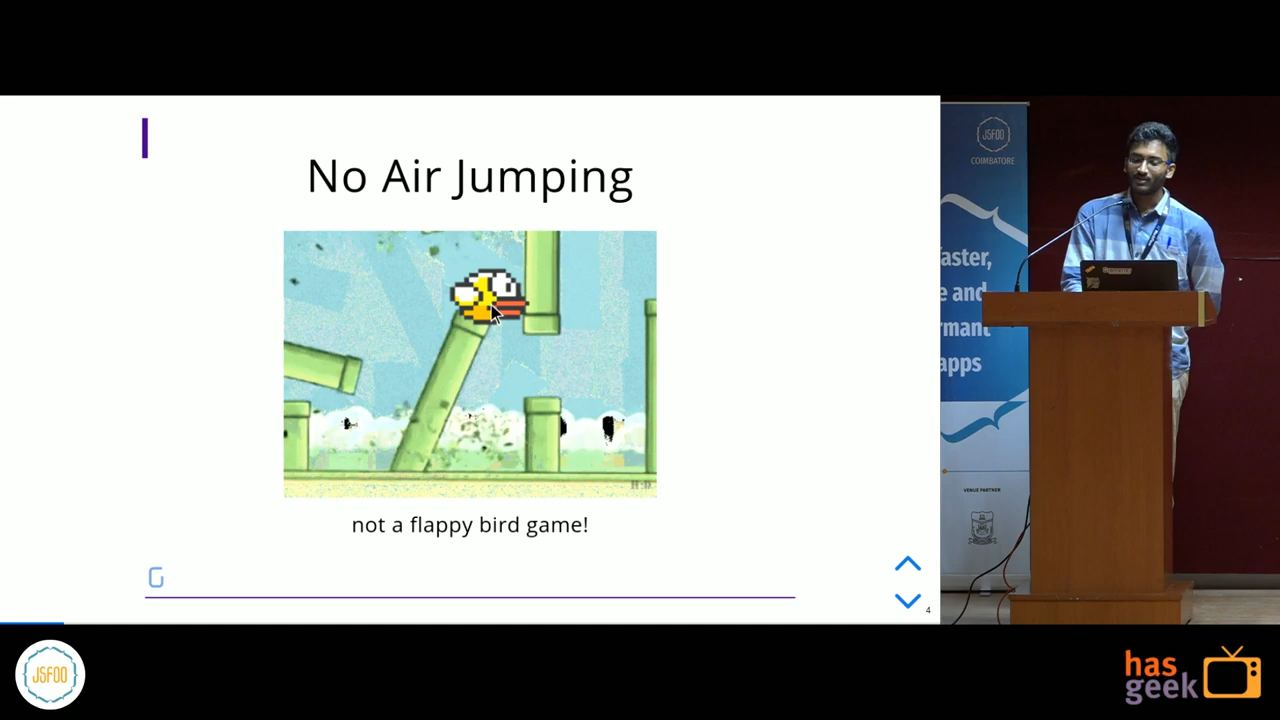 No Air Jumping
H:D
not a flappy bird game!
4
JSFOO
COIMBATORE
aster,
e and
rmant
apps
VENUE PARTNER
JSFOO
has
geek